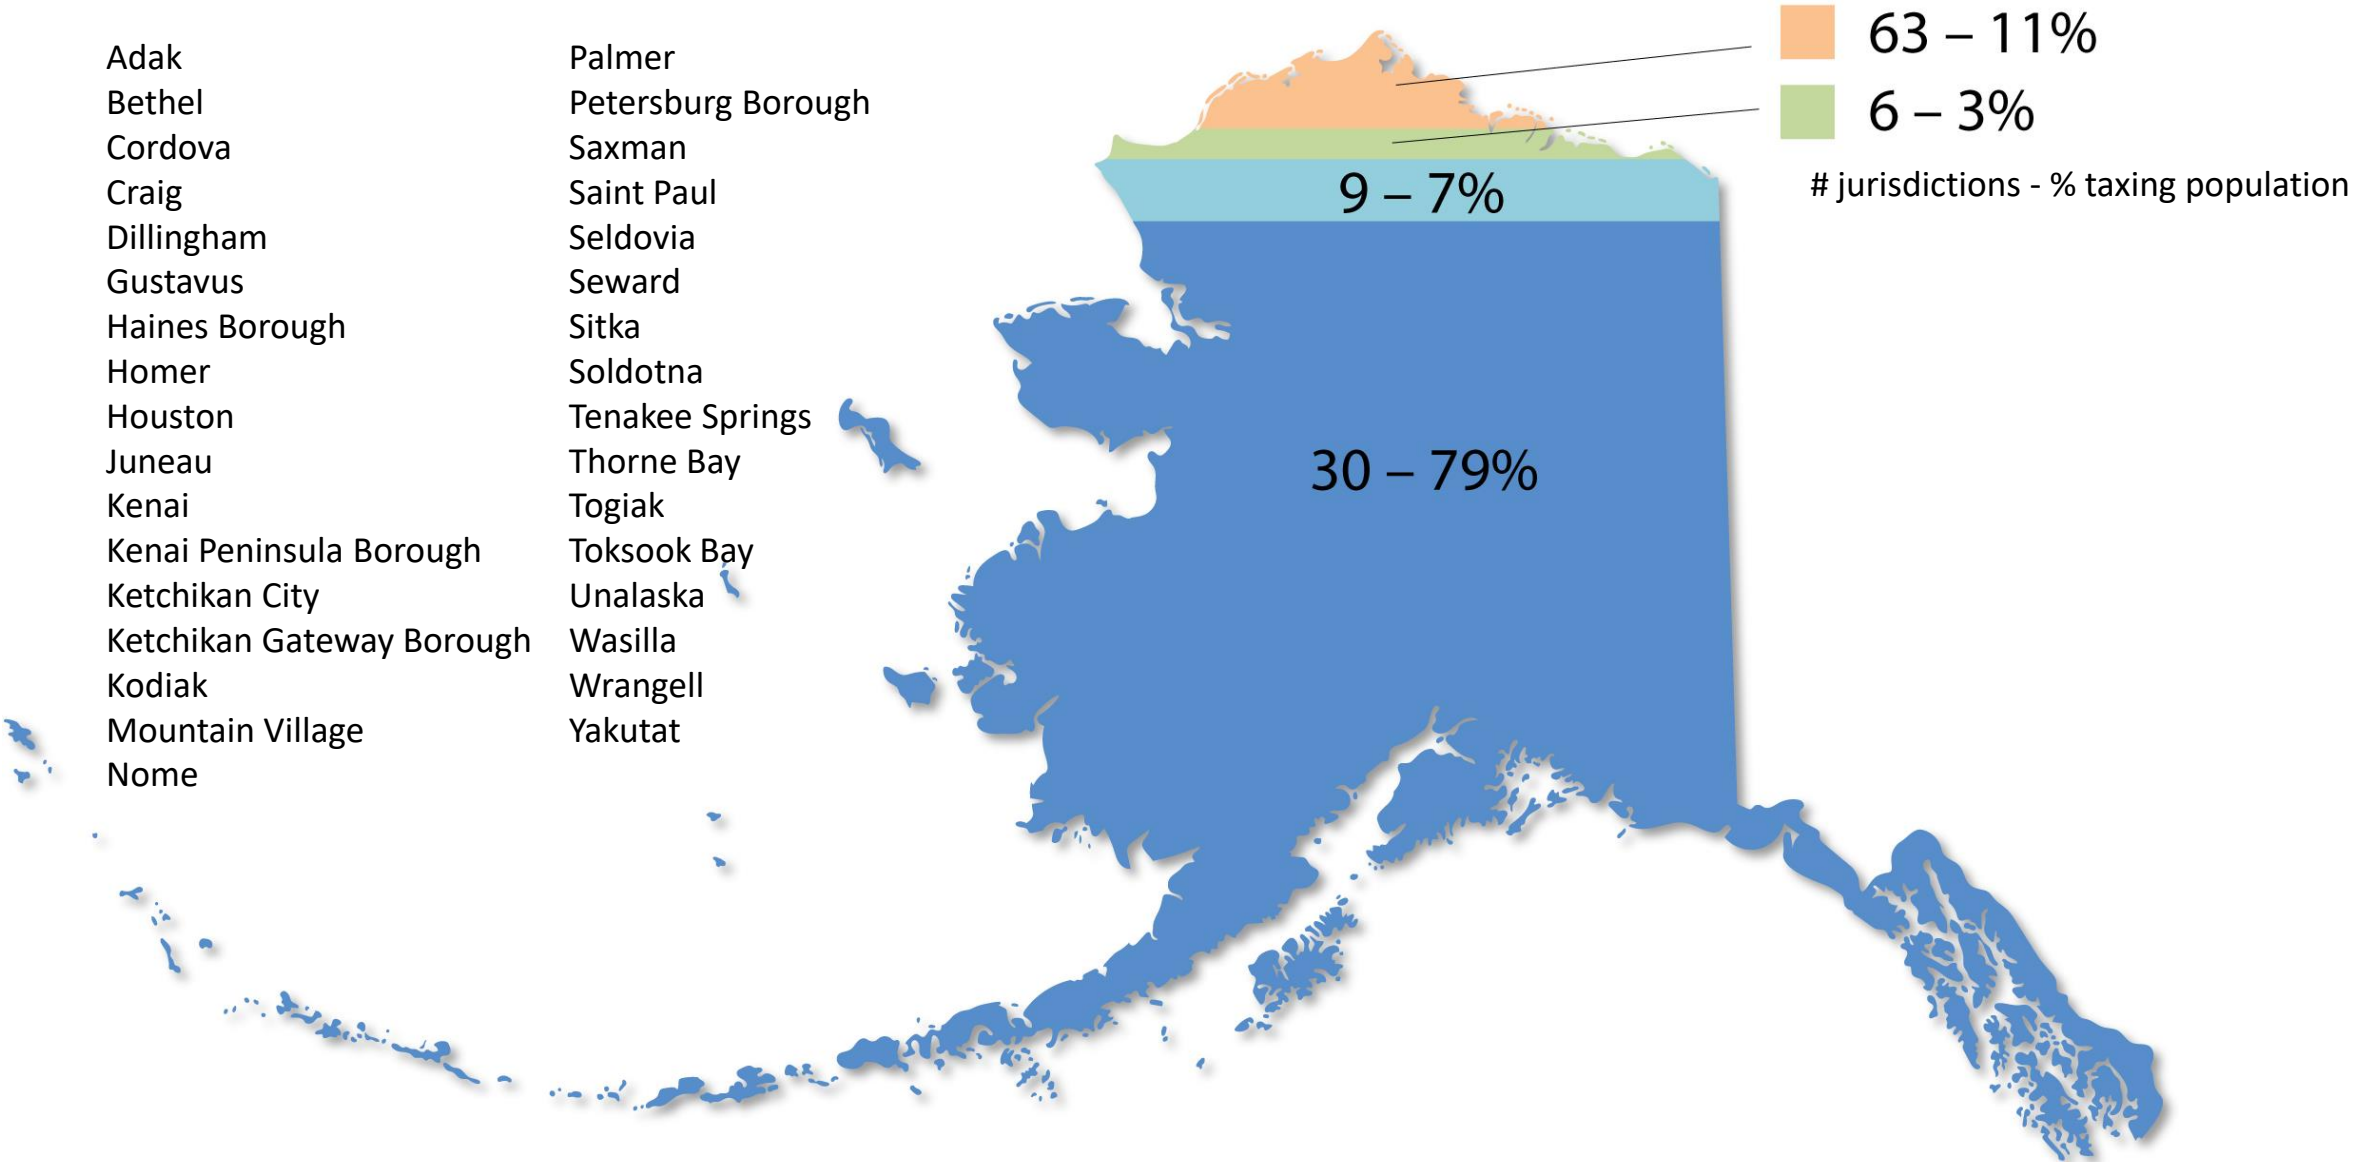 Adak
Bethel
Cordova
Craig
Dillingham
Gustavus
Haines Borough
Homer
Houston
Juneau
Kenai
Kenai Peninsula Borough
Ketchikan City
Ketchikan Gateway Borough
Kodiak
Mountain Village
Nome
Palmer
Petersburg Borough
Saxman
Saint Paul
Seldovia
Seward
Sitka
Soldotna
Tenakee Springs
Thorne Bay
Togiak
Toksook Bay
Unalaska
Wasilla
Wrangell
Yakutat
63 – 11%
6 – 3%
# jurisdictions - % taxing population
9 – 7%
30 – 79%